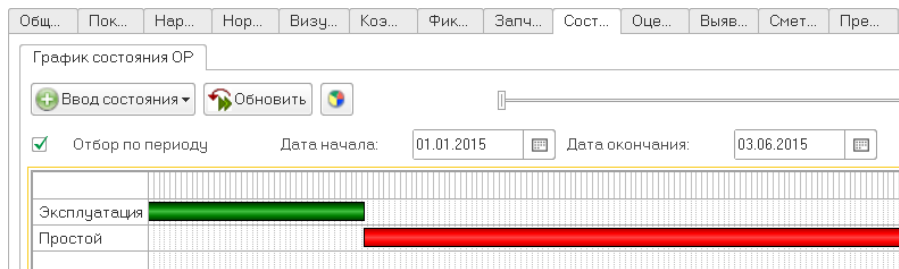 Общ... Пок... Нар... Нор... Визу... Коэ... Фик... Запч... Сост... Оце... Выяв... Смет... Пре...
График состояния ОР
Ввод состояния Обновить
Отбор по периоду Дата начала: 01.01.2015 Дата окончания: 03.06.2015
Эксплуатация
Простой